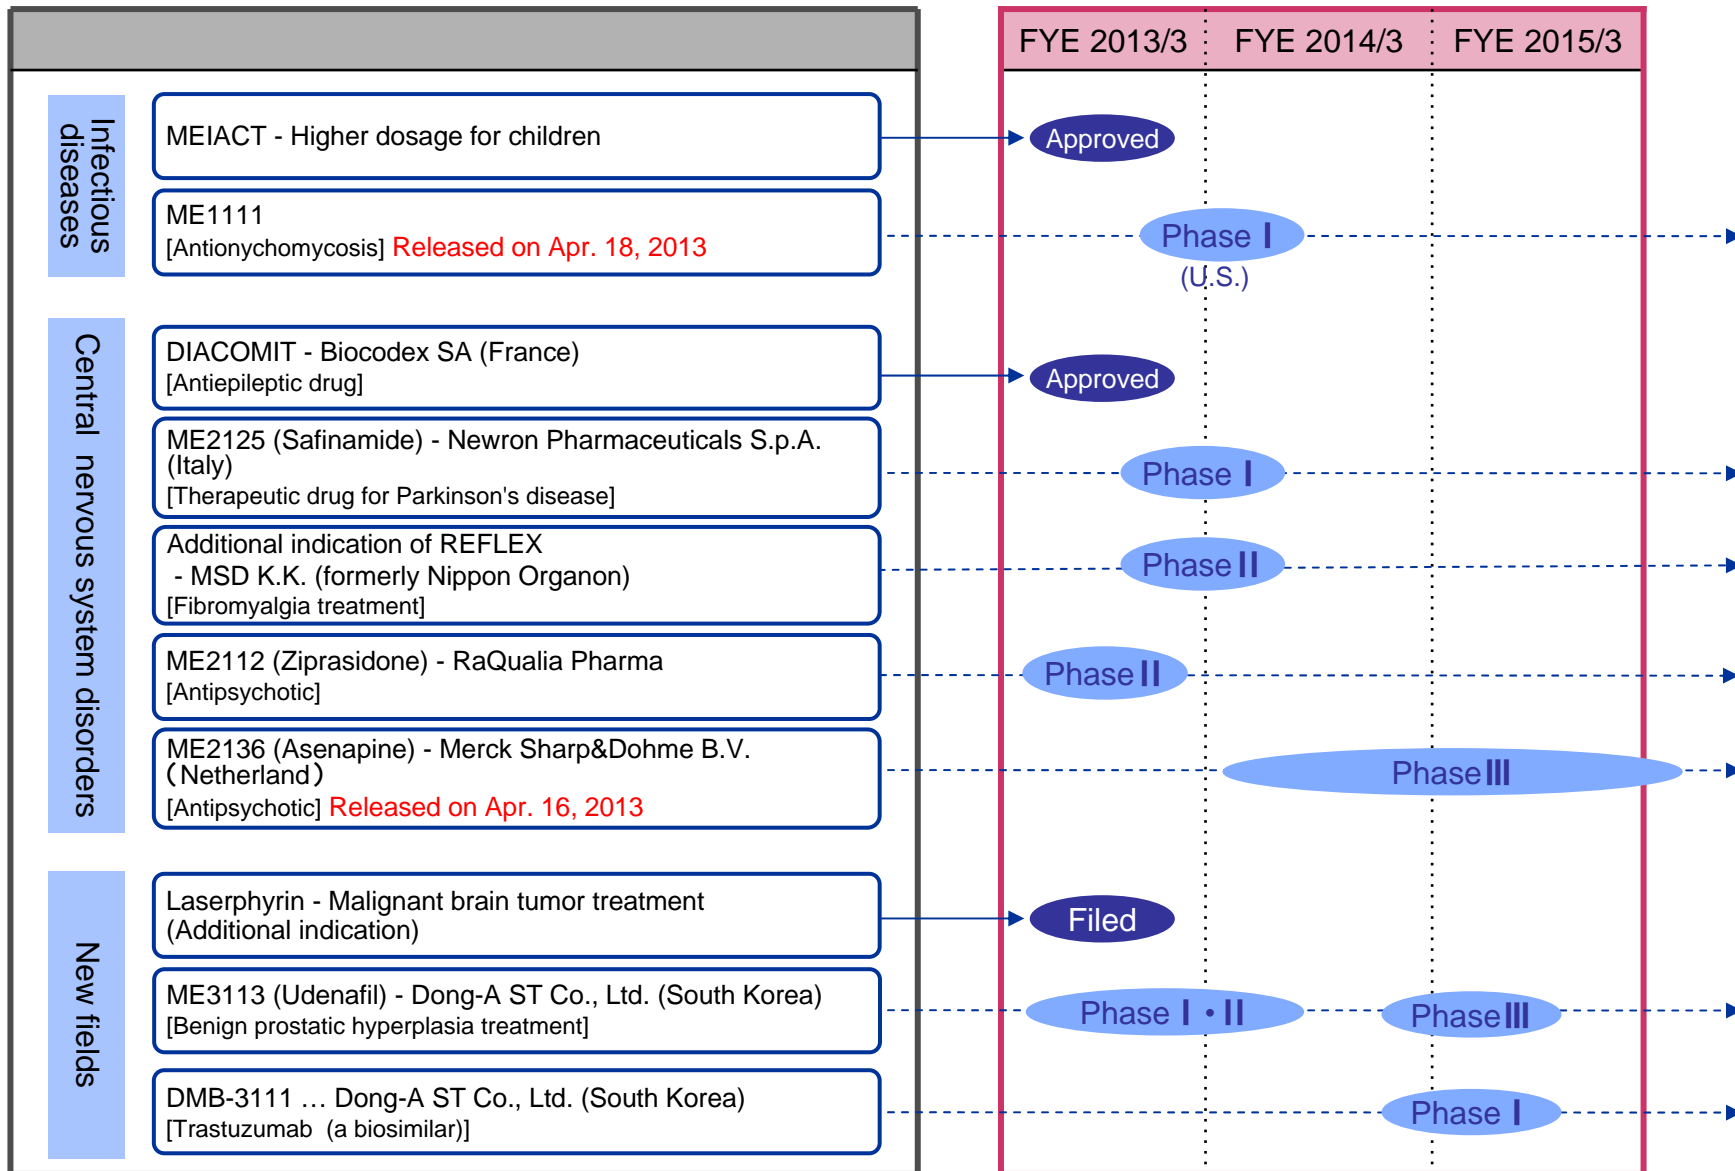 FYE 2013/3 FYE 2014/3 FYE 2015/3
Infectious
diseases
MEIACT - Higher dosage for children
Approved
ME1111
[Antionychomycosis] Released on Apr. 18, 2013
Phase I
(U.S.)
Central nervous system disorders
DIACOMIT - Biocodex SA (France)
[Antiepileptic drug]
Approved
ME2125 (Safinamide) - Newron Pharmaceuticals S.p.A.
(Italy)
[Therapeutic drug for Parkinson's disease]
Phase I
Additional indication of REFLEX
- MSD K.K. (formerly Nippon Organon)
[Fibromyalgia treatment]
Phase II
ME2112 (Ziprasidone) - RaQualia Pharma
[Antipsychotic]
Phase II
ME2136 (Asenapine) - Merck Sharp&Dohme B.V.
（Netherland）
[Antipsychotic] Released on Apr. 16, 2013
Phase III
New fields
Laserphyrin - Malignant brain tumor treatment
(Additional indication)
Filed
ME3113 (Udenafil) - Dong-A ST Co., Ltd. (South Korea)
[Benign prostatic hyperplasia treatment]
Phase I・II
Phase III
DMB-3111 … Dong-A ST Co., Ltd. (South Korea)
[Trastuzumab (a biosimilar)]
Phase I